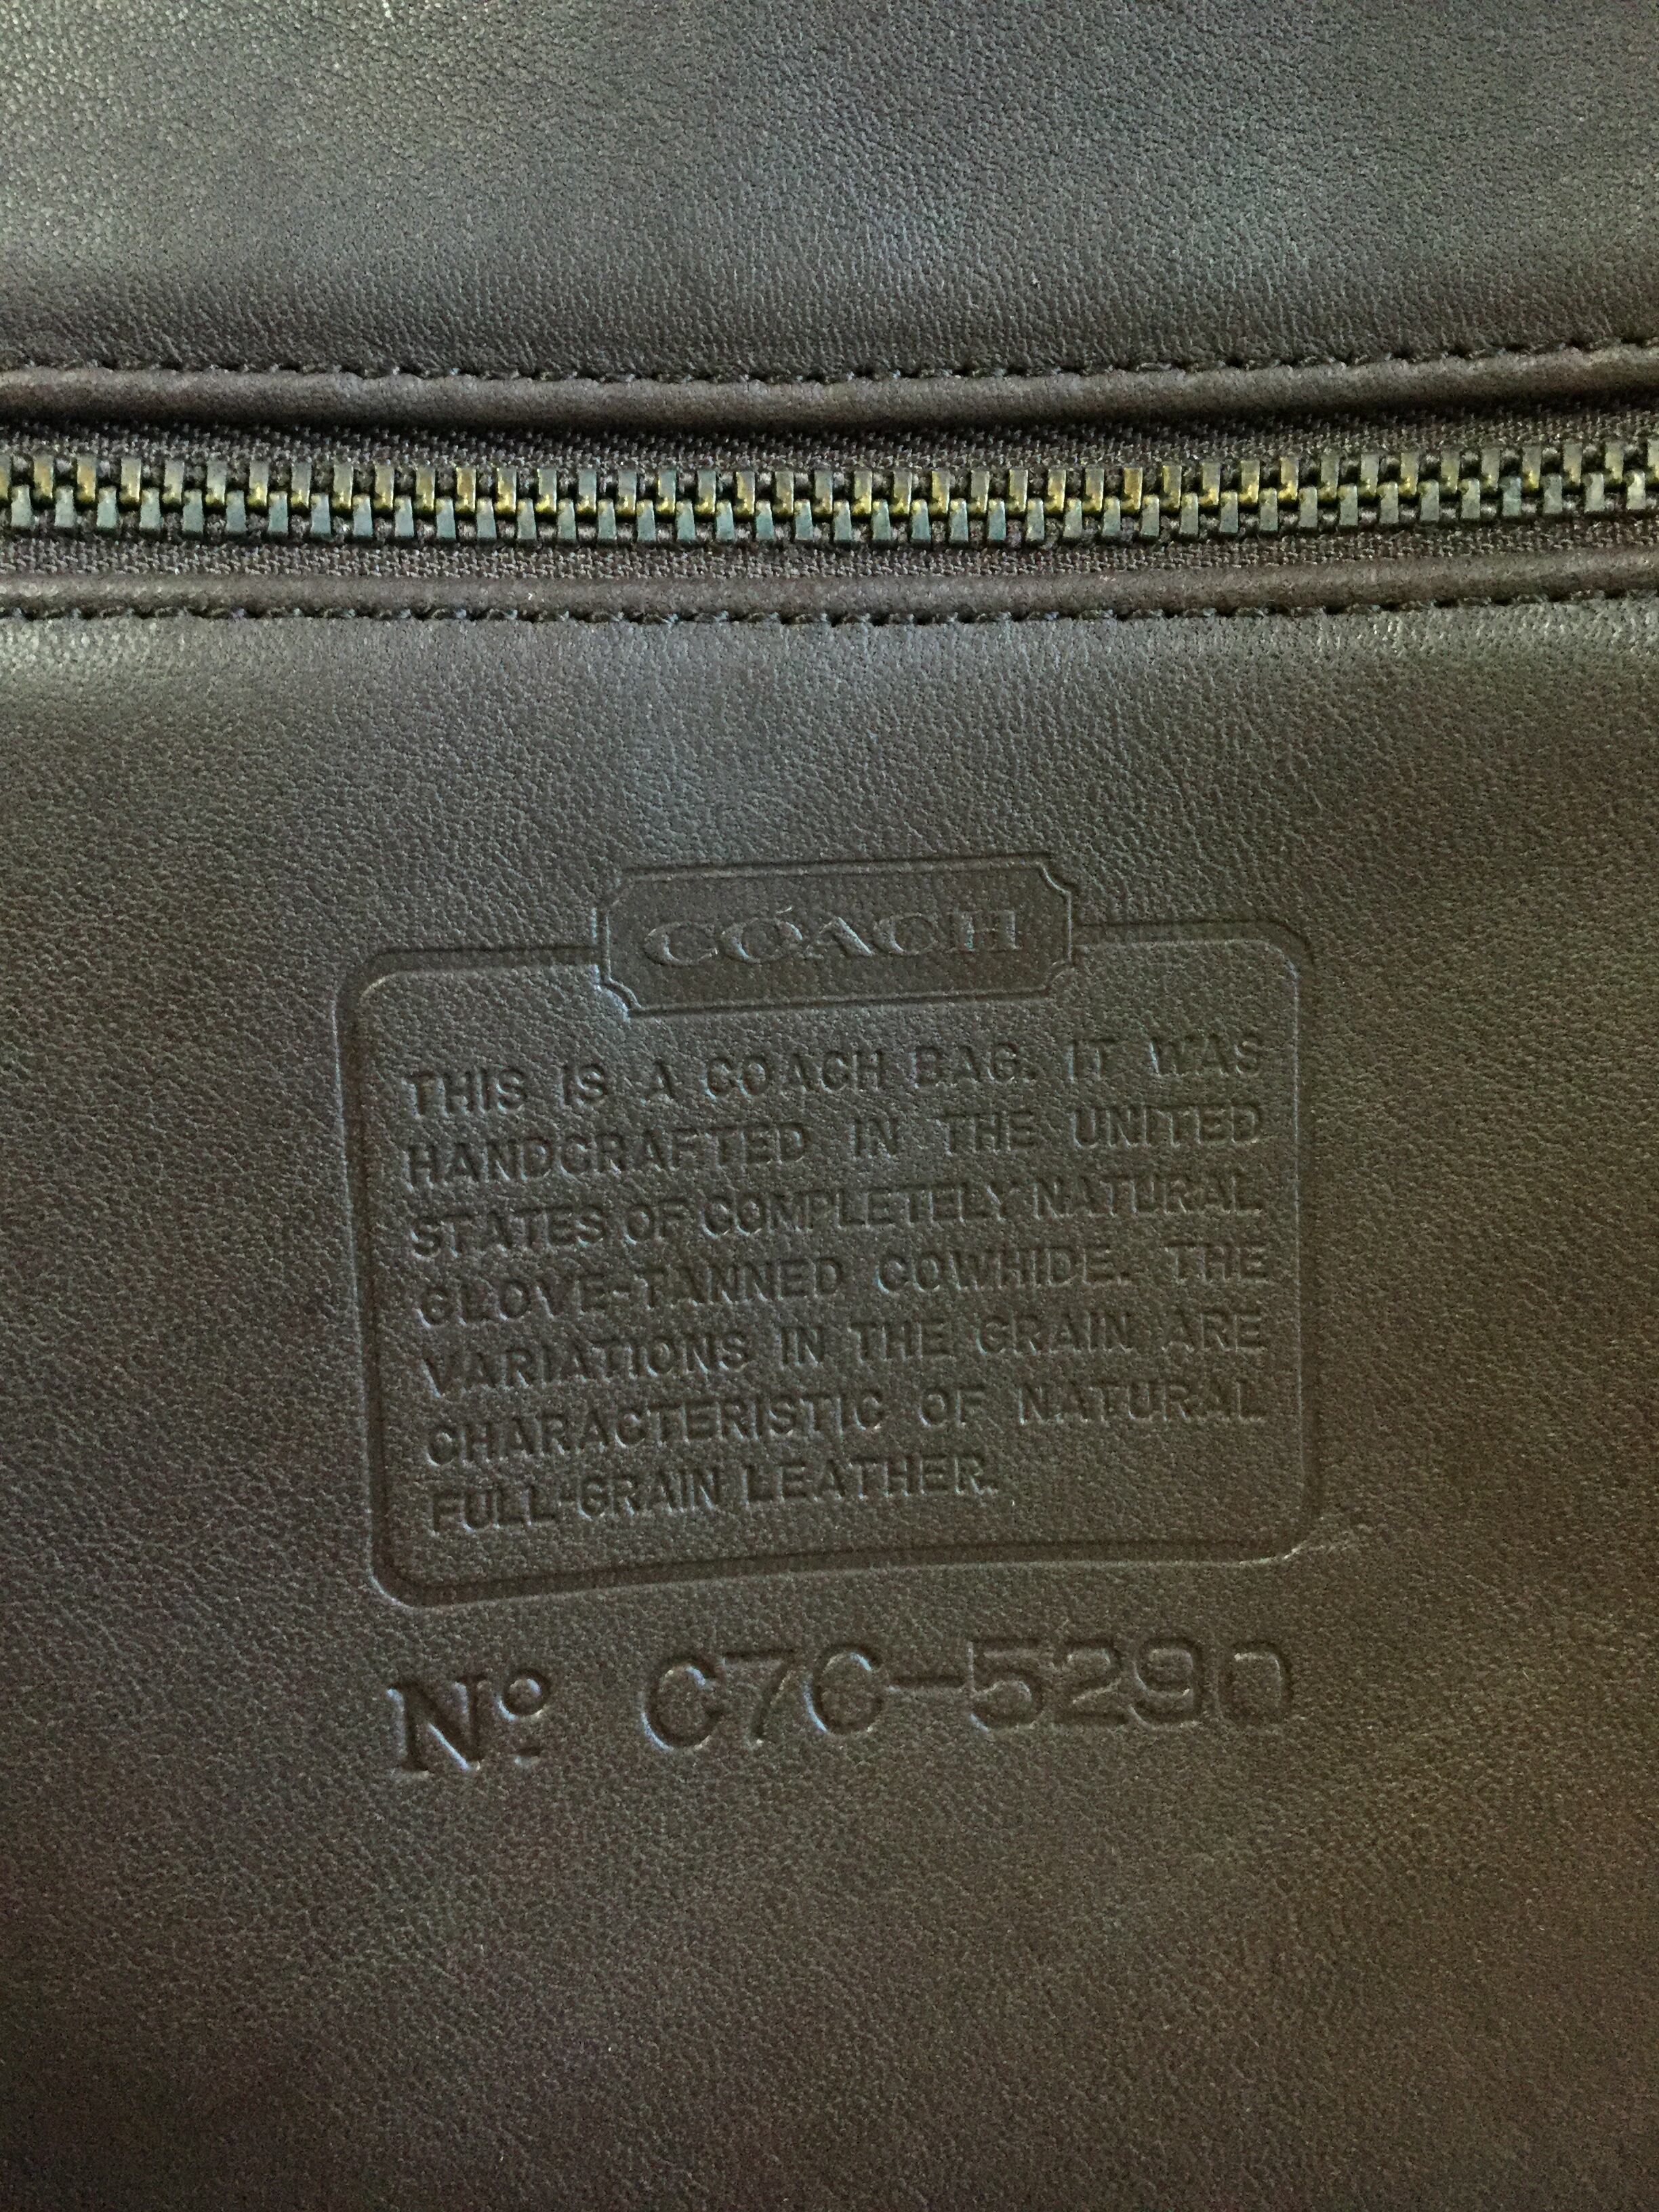 COACH
THIS IS A COACH BAG. IT WAS
HANDCRAFTED IN THE UNITED
STATES OF COMPLETELY NATURAL
GLOVE-TANNED COWHIDE. THE
VARIATIONS IN THE GRAIN ARE
CHARACTERISTIC OF NATURAL
FULL-GRAIN LEATHER.
Nº C7C-5290